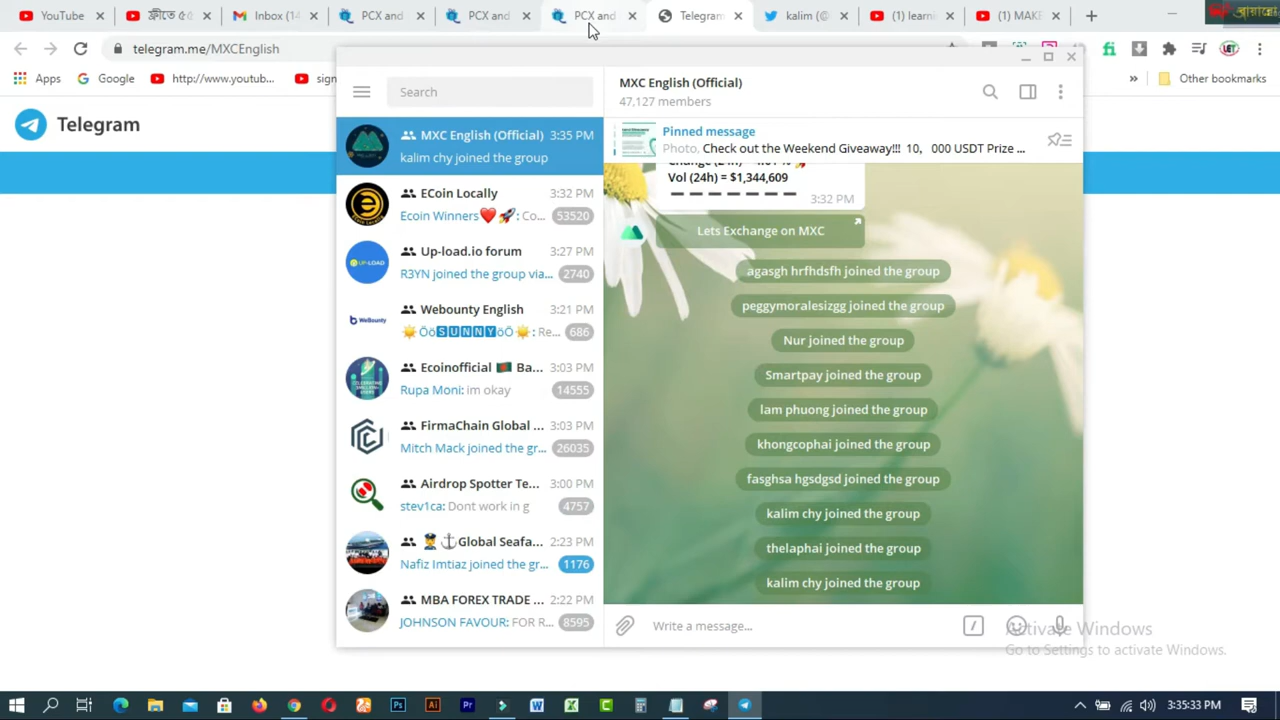 YouTube
ফ্রীতে ৫
Inbox (14
PCX and
PCX and
PCX and
Telegram
kalim (@
(1) learni
(1) MAKE
telegram.me/MXCEnglish
Apps
Google
http://www.youtub...
sign
Other bookmarks
Telegram
Search
MXC English (Official)
47,127 members
Pinned message
Photo, Check out the Weekend Giveaway!!! 10，000 USDT Prize ...
MXC English (Official) 3:35 PM
kalim chy joined the group
ECoin Locally 3:32 PM
Ecoin Winners❤️🚀: Co... 53520
Up-load.io forum 3:27 PM
R3YN joined the group via... 2740
Webounty English 3:21 PM
☀️Öö🆂🆄🅽🅽🆈öÖ☀️: Re... 686
Ecoinofficial 🇧🇩 Ba... 3:03 PM
Rupa Moni: im okay 14555
FirmaChain Global ... 3:03 PM
Mitch Mack joined the gr... 26035
Airdrop Spotter Te... 3:00 PM
stev1ca: Dont work in g 4757
👨‍✈️⚓Global Seafa... 2:23 PM
Nafiz Imtiaz joined the gr... 1176
MBA FOREX TRADE ... 2:22 PM
JOHNSON FAVOUR: FOR R... 8595
Vol (24h) = $1,344,609
3:32 PM
Lets Exchange on MXC
agasgh hrfhdsfh joined the group
peggymoralesizgg joined the group
Nur joined the group
Smartpay joined the group
lam phuong joined the group
khongcophai joined the group
fasghsa hgsdgsd joined the group
kalim chy joined the group
thelaphai joined the group
kalim chy joined the group
Write a message...
Activate Windows
Go to Settings to activate Windows.
3:35:33 PM